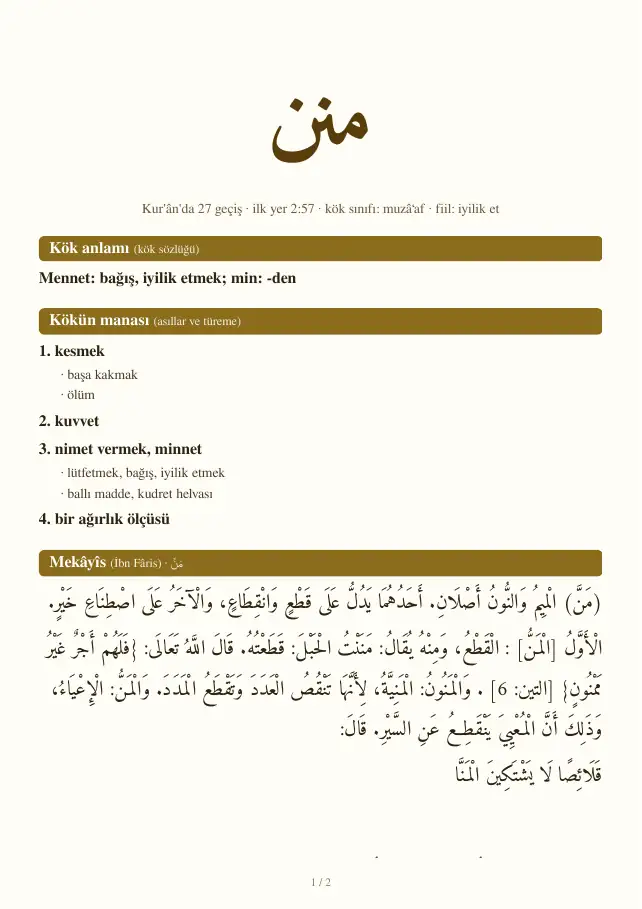 منن
Kur'ân'da 27 geçiş · ilk yer 2:57 · kök sınıfı: muzâ'af · fiil: iyilik et
Kök anlamı (kök sözlüğü)
Mennet: bağış, iyilik etmek; min: -den
Kökün manası (asıllar ve türeme)
1. kesmek
· başa kakmak
· ölüm
2. kuvvet
3. nimet vermek, minnet
· lütfetmek, bağış, iyilik etmek
· ballı madde, kudret helvası
4. bir ağırlık ölçüsü
Mekâyîs (İbn Fâris) · مَنَّ
(مَنَّ) الْمِيمُ وَالنُّونُ أَصْلَانِ. أَحَدُهُمَا يَدُلُّ عَلَى قَطْعٍ وَانْقِطَاعٍ، وَالْآخَرُ عَلَى اصْطِنَاعِ خَيْرٍ.
الْأَوَّلُ [الْمَنُّ] : الْقَطْعُ، وَمِنْهُ يُقَالُ: مَنَنْتُ الْحَبْلَ: قَطَعْتُهُ. قَالَ اللَّهُ تَعَالَى: {فَلَهُمْ أَجْرٌ غَيْرُ
مَمْنُونٍ} [التين: 6] . وَالْمَنُونُ: الْمَنِيَّةُ، لِأَنَّهَا تَنْقُصُ الْعَدَدَ وَتَقْطَعُ الْمَدَدَ. وَالْمَنُّ: الْإِعْيَاءُ،
وَذَلِكَ أَنَّ الْمُعْيِيَ يَنْقَطِعُ عَنِ السَّيْرِ. قَالَ:
قَلَائِصًا لَا يَشْتَكِينَ الْمَنَّا
1 / 2